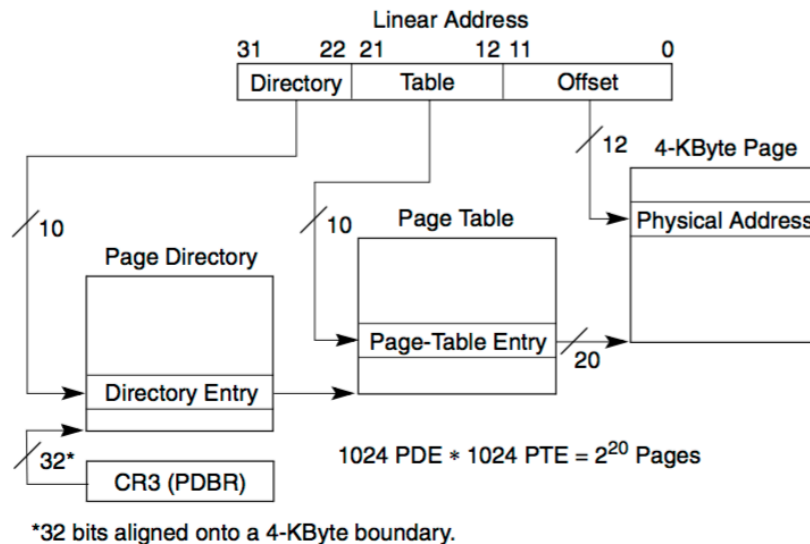 Linear Address
31 22 21 12 11 0
Directory Table Offset
12
4-KByte Page
10
10
Page Table
Physical Address
Page Directory
Page-Table Entry
20
Directory Entry
32*
1024 PDE * 1024 PTE = 2^20 Pages
CR3 (PDBR)
*32 bits aligned onto a 4-KByte boundary.